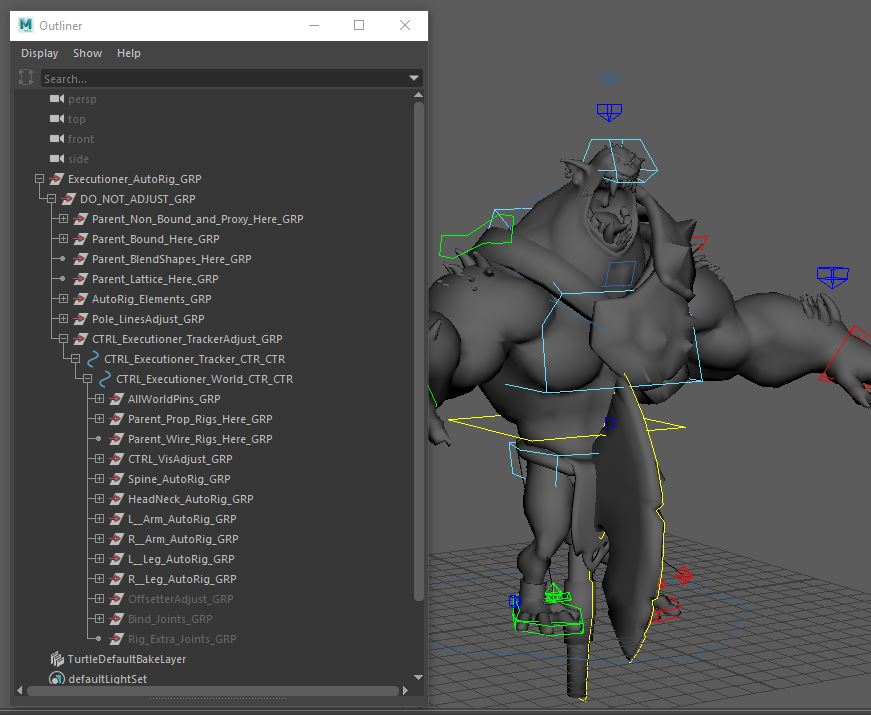 Outliner
Display Show Help
Search...
persp
top
front
side
Executioner_AutoRig_GRP
DO_NOT_ADJUST_GRP
Parent_Non_Bound_and_Proxy_Here_GRP
Parent_Bound_Here_GRP
Parent_BlendShapes_Here_GRP
Parent_Lattice_Here_GRP
AutoRig_Elements_GRP
Pole_LinesAdjust_GRP
CTRL_Executioner_TrackerAdjust_GRP
CTRL_Executioner_Tracker_CTR_CTR
CTRL_Executioner_World_CTR_CTR
AllWorldPins_GRP
Parent_Prop_Rigs_Here_GRP
Parent_Wire_Rigs_Here_GRP
CTRL_VisAdjust_GRP
Spine_AutoRig_GRP
HeadNeck_AutoRig_GRP
L__Arm_AutoRig_GRP
R__Arm_AutoRig_GRP
L__Leg_AutoRig_GRP
R__Leg_AutoRig_GRP
OffsetterAdjust_GRP
Bind_Joints_GRP
Rig_Extra_Joints_GRP
TurtleDefaultBakeLayer
defaultLightSet